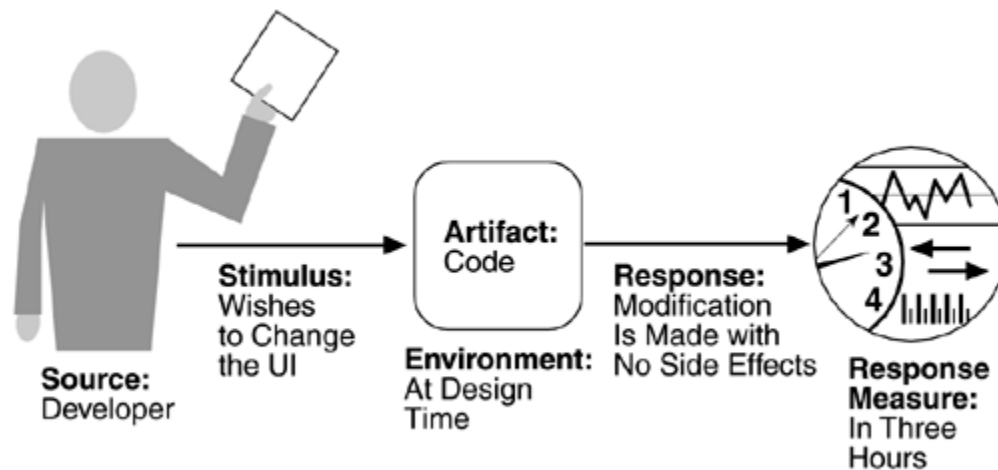 Source:
Developer
Stimulus:
Wishes
to Change
the UI
Artifact:
Code
Environment:
At Design
Time
Response:
Modification
Is Made with
No Side Effects
1
2
3
4
Response
Measure:
In Three
Hours